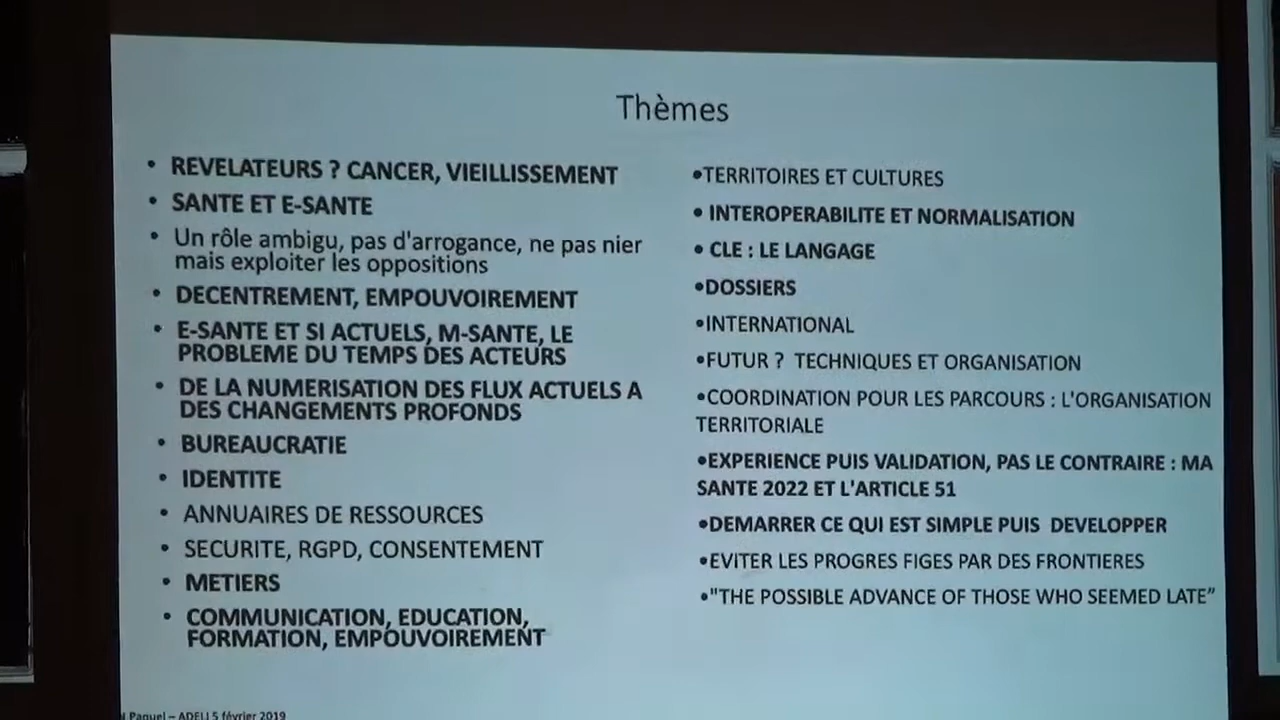 Thèmes
• REVELATEURS ? CANCER, VIEILLISSEMENT
• SANTE ET E-SANTE
• Un rôle ambigu, pas d'arrogance, ne pas nier
mais exploiter les oppositions
• DECENTREMENT, EMPOUVOIREMENT
• E-SANTE ET SI ACTUELS, M-SANTE, LE
PROBLEME DU TEMPS DES ACTEURS
• DE LA NUMERISATION DES FLUX ACTUELS A
DES CHANGEMENTS PROFONDS
• BUREAUCRATIE
• IDENTITE
• ANNUAIRES DE RESSOURCES
• SECURITE, RGPD, CONSENTEMENT
• METIERS
• COMMUNICATION, EDUCATION,
FORMATION, EMPOUVOIREMENT
•TERRITOIRES ET CULTURES
• INTEROPERABILITE ET NORMALISATION
• CLE : LE LANGAGE
•DOSSIERS
•INTERNATIONAL
•FUTUR ? TECHNIQUES ET ORGANISATION
•COORDINATION POUR LES PARCOURS : L'ORGANISATION
TERRITORIALE
•EXPERIENCE PUIS VALIDATION, PAS LE CONTRAIRE : MA
SANTE 2022 ET L'ARTICLE 51
•DEMARRER CE QUI EST SIMPLE PUIS DEVELOPPER
•EVITER LES PROGRES FIGES PAR DES FRONTIERES
•"THE POSSIBLE ADVANCE OF THOSE WHO SEEMED LATE”
Paquel – ADELI 5 février 2019